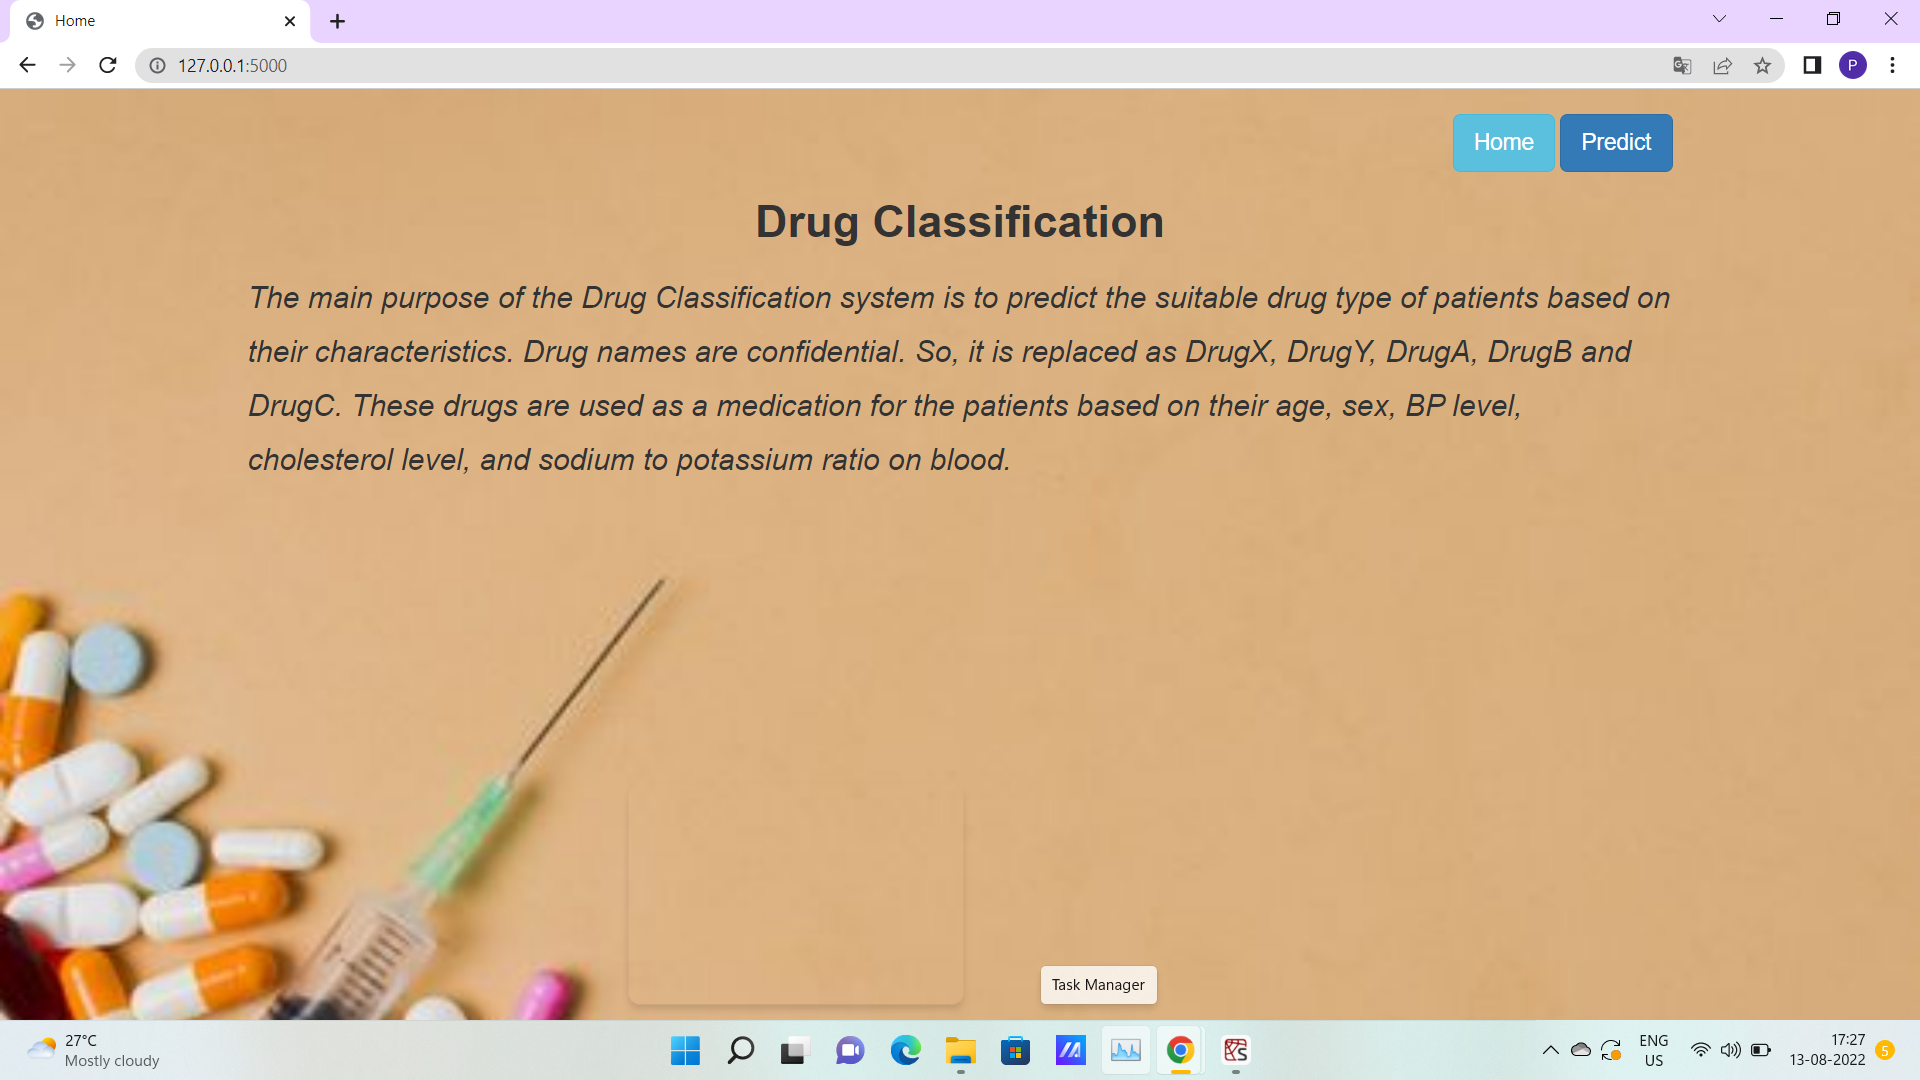 Home
127.0.0.1:5000
P
Home Predict
Drug Classification
The main purpose of the Drug Classification system is to predict the suitable drug type of patients based on
their characteristics. Drug names are confidential. So, it is replaced as DrugX, DrugY, DrugA, DrugB and
DrugC. These drugs are used as a medication for the patients based on their age, sex, BP level,
cholesterol level, and sodium to potassium ratio on blood.
Task Manager
27°C
Mostly cloudy
ENG
US
17:27
13-08-2022
5